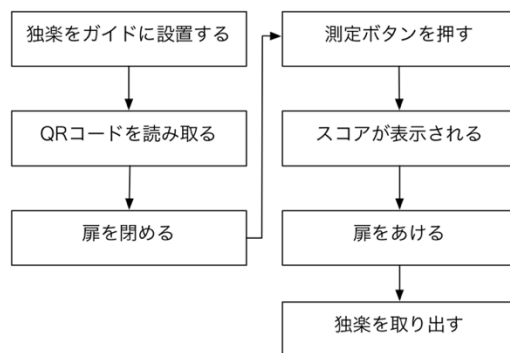 独楽をガイドに設置する
QRコードを読み取る
扉を閉める
測定ボタンを押す
スコアが表示される
扉をあける
独楽を取り出す